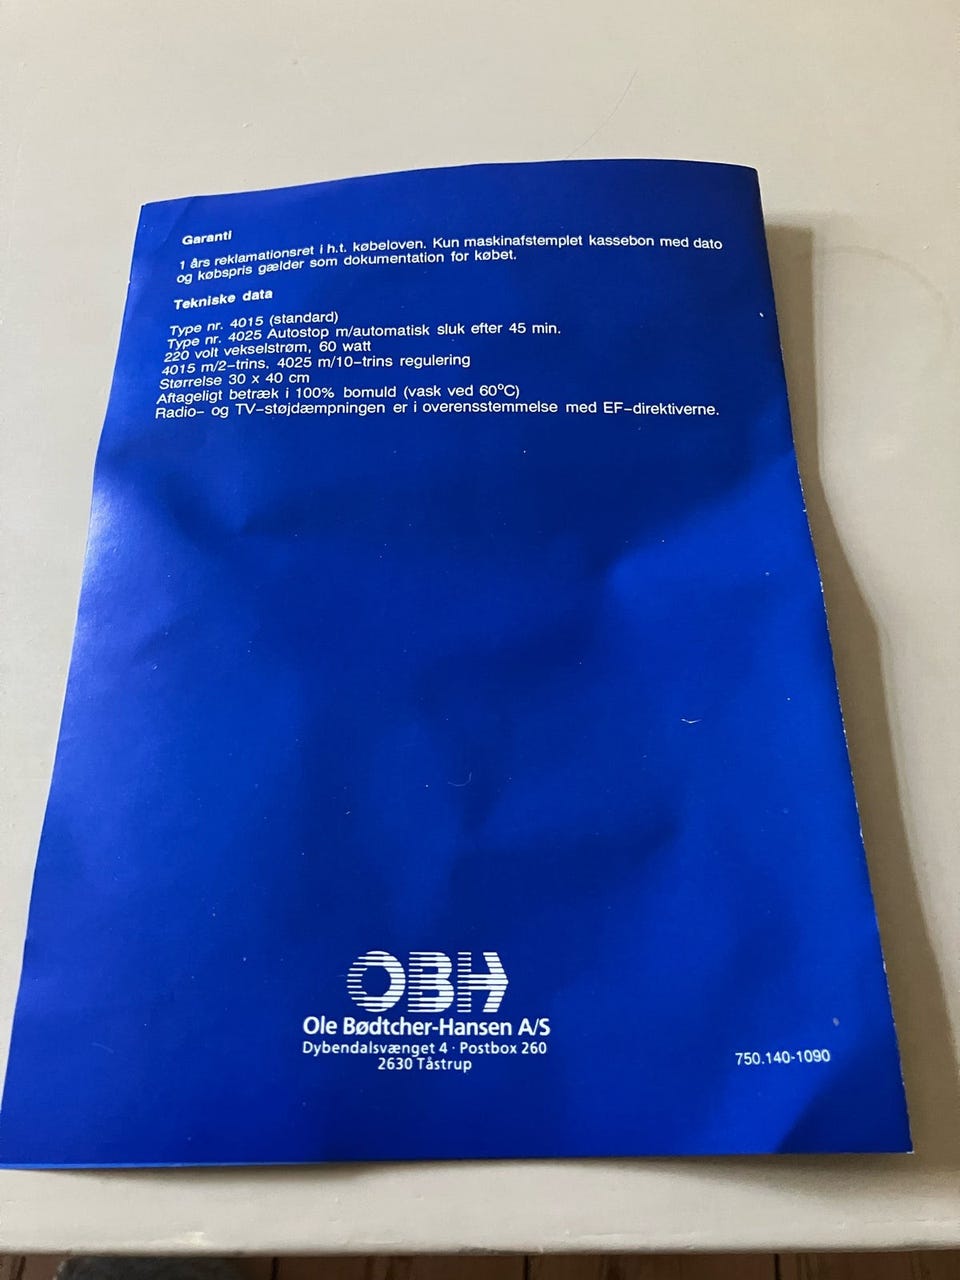 Garanti
1 års reklamationsret i h.t. købeloven. Kun maskinafstemplet kassebon med dato
og købspris gælder som dokumentation for købet.
Tekniske data
Type nr. 4015 (standard)
Type nr. 4025 Autostop m/automatisk sluk efter 45 min.
220 volt vekselstrøm, 60 watt
4015 m/2-trins. 4025 m/10-trins regulering
Størrelse 30 x 40 cm
Aftageligt betræk i 100% bomuld (vask ved 60°C)
Radio- og TV-støjdæmpningen er i overensstemmelse med EF-direktiverne.
OBH
Ole Bødtcher-Hansen A/S
Dybendalsvænget 4 · Postbox 260
2630 Tåstrup
750.140-1090